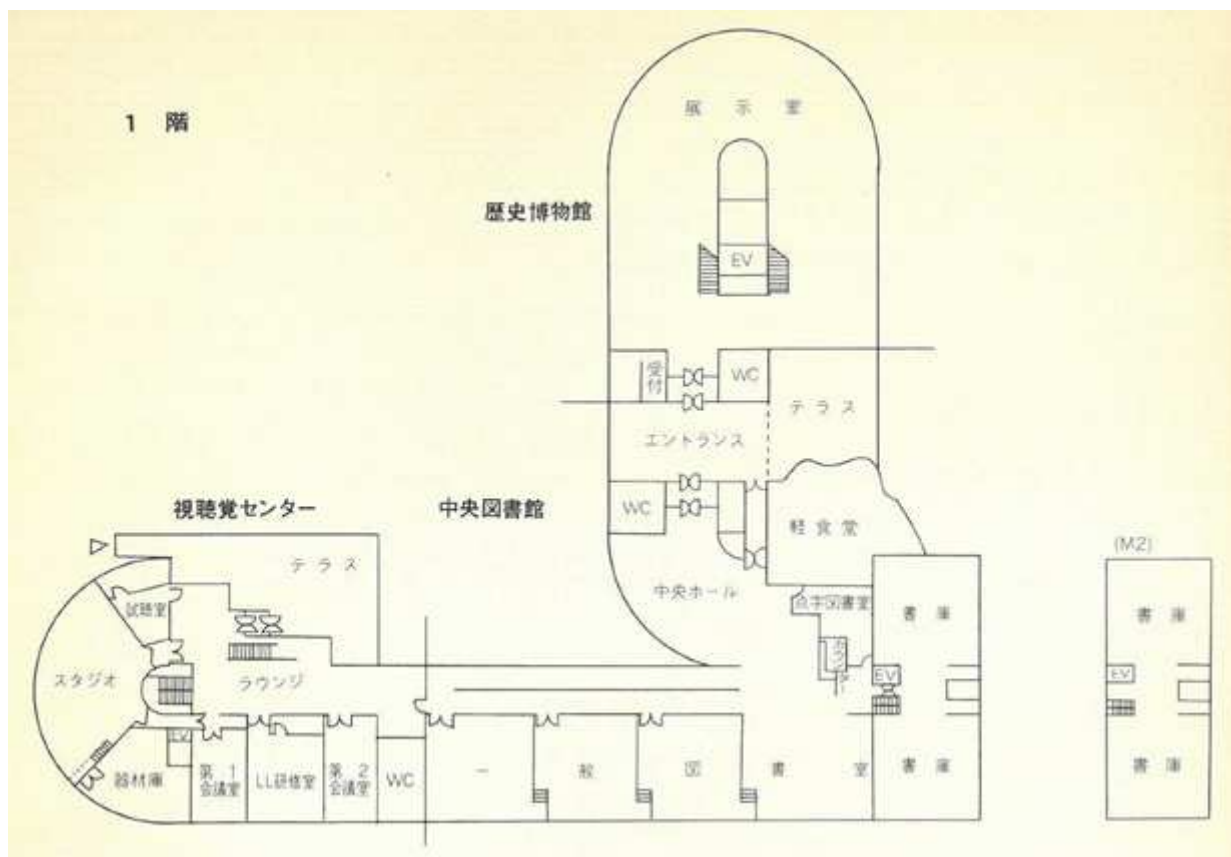 1 階
展 示 室
歴史博物館
EV
受付
WC
テ ラ ス
エントランス
WC
軽 食 堂
視聴覚センター
中央図書館
テ ラ ス
中央ホール
点字図書室
カウンター
書 庫
EV
書 庫
試聴室
スタジオ
ラウンジ
EV
器材庫
第1会議室
LL研修室
第2会議室
WC
一 般 図 書 室
(M2)
書 庫
EV
書 庫